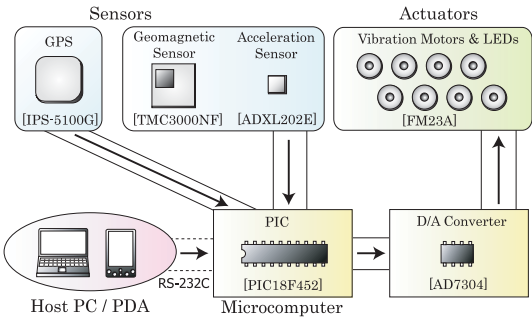 Sensors
Actuators
GPS
[IPS-5100G]
Geomagnetic
Sensor
[TMC3000NF]
Acceleration
Sensor
[ADXL202E]
Vibration Motors & LEDs
[FM23A]
Host PC / PDA
RS-232C
PIC
[PIC18F452]
Microcomputer
D/A Converter
[AD7304]